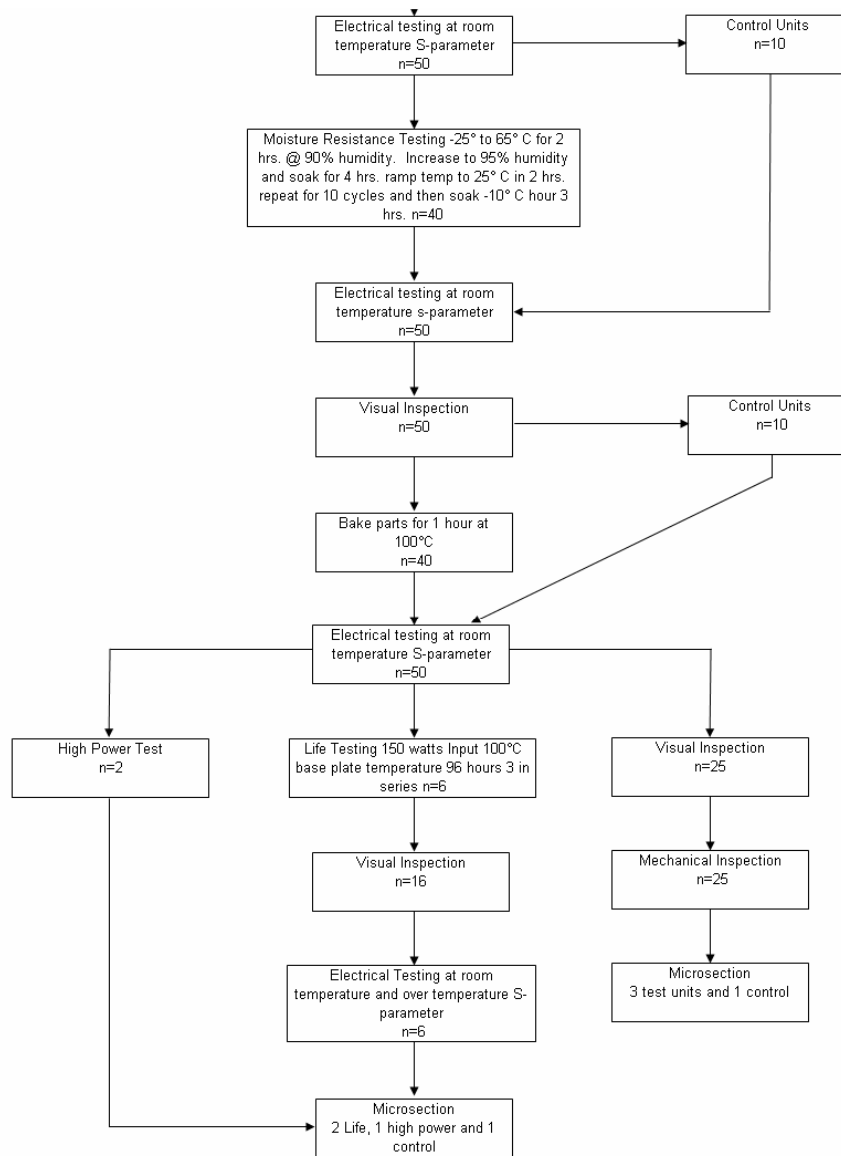 Electrical testing at room
temperature S-parameter
n=50
Control Units
n=10
Moisture Resistance Testing -25° to 65° C for 2
hrs. @ 90% humidity.  Increase to 95% humidity
and soak for 4 hrs. ramp temp to 25° C in 2 hrs.
repeat for 10 cycles and then soak -10° C hour 3
hrs. n=40
Electrical testing at room
temperature s-parameter
n=50
Visual Inspection
n=50
Control Units
n=10
Bake parts for 1 hour at
100°C
n=40
Electrical testing at room
temperature S-parameter
n=50
High Power Test
n=2
Life Testing 150 watts Input 100°C
base plate temperature 96 hours 3 in
series n=6
Visual Inspection
n=25
Visual Inspection
n=16
Mechanical Inspection
n=25
Electrical Testing at room
temperature and over temperature S-
parameter
n=6
Microsection
3 test units and 1 control
Microsection
2 Life, 1 high power and 1
control